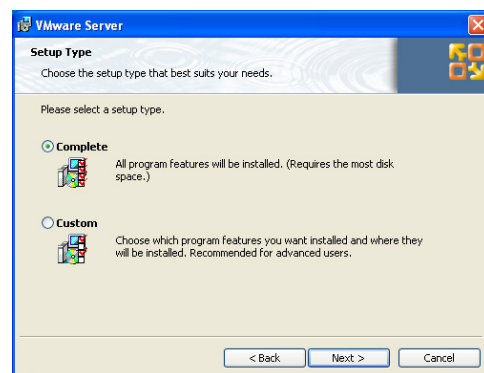 VMware Server
Setup Type
Choose the setup type that best suits your needs.
Please select a setup type.
Complete
All program features will be installed. (Requires the most disk
space.)
Custom
Choose which program features you want installed and where they
will be installed. Recommended for advanced users.
< Back
Next >
Cancel